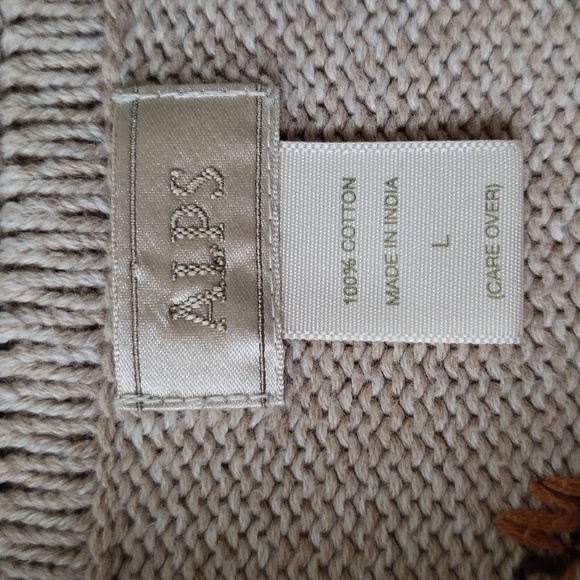 ALPS
100% COTTON
MADE IN INDIA
L
(CARE OVER)